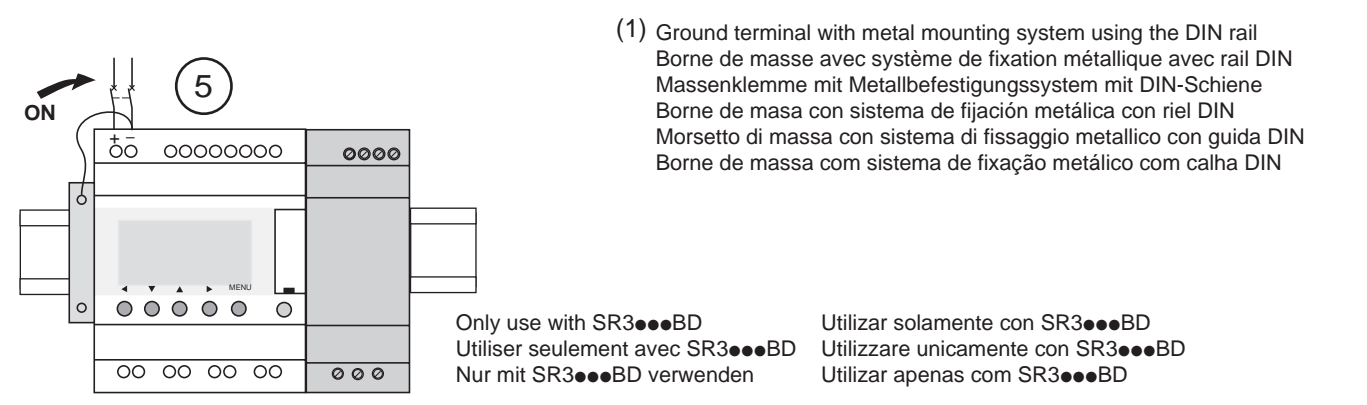 (1) Ground terminal with metal mounting system using the DIN rail
Borne de masse avec système de fixation métallique avec rail DIN
Massenklemme mit Metallbefestigungssystem mit DIN-Schiene
Borne de masa con sistema de fijación metálica con riel DIN
Morsetto di massa con sistema di fissaggio metallico con guida DIN
Borne de massa com sistema de fixação metálico com calha DIN
5
ON
+ −
MENU
Only use with SR3●●●BD
Utiliser seulement avec SR3●●●BD
Nur mit SR3●●●BD verwenden
Utilizar solamente con SR3●●●BD
Utilizzare unicamente con SR3●●●BD
Utilizar apenas com SR3●●●BD